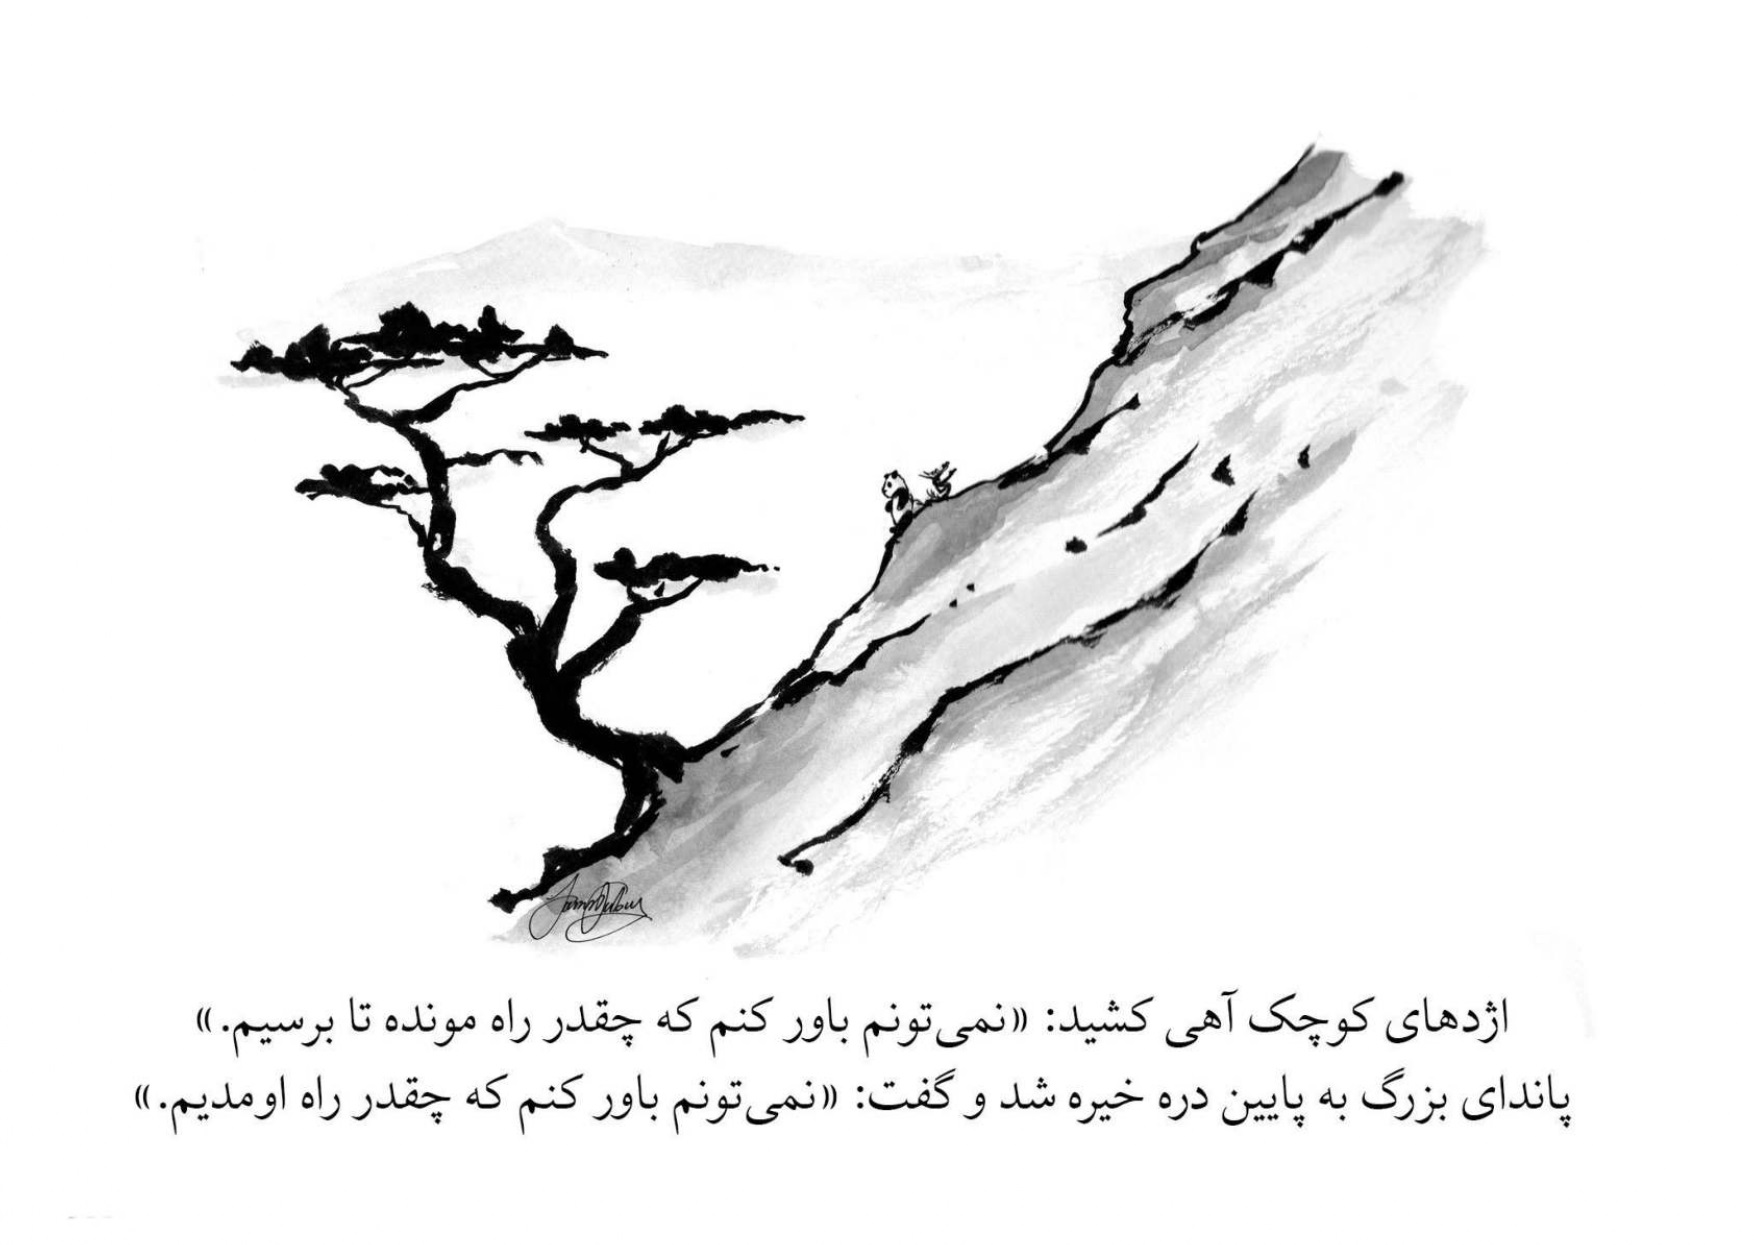 اژدهای کوچک آهی کشید: «نمی‌تونم باور کنم که چقدر راه مونده تا برسیم.»
پاندای بزرگ به پایین دره خیره شد و گفت: «نمی‌تونم باور کنم که چقدر راه اومدیم.»